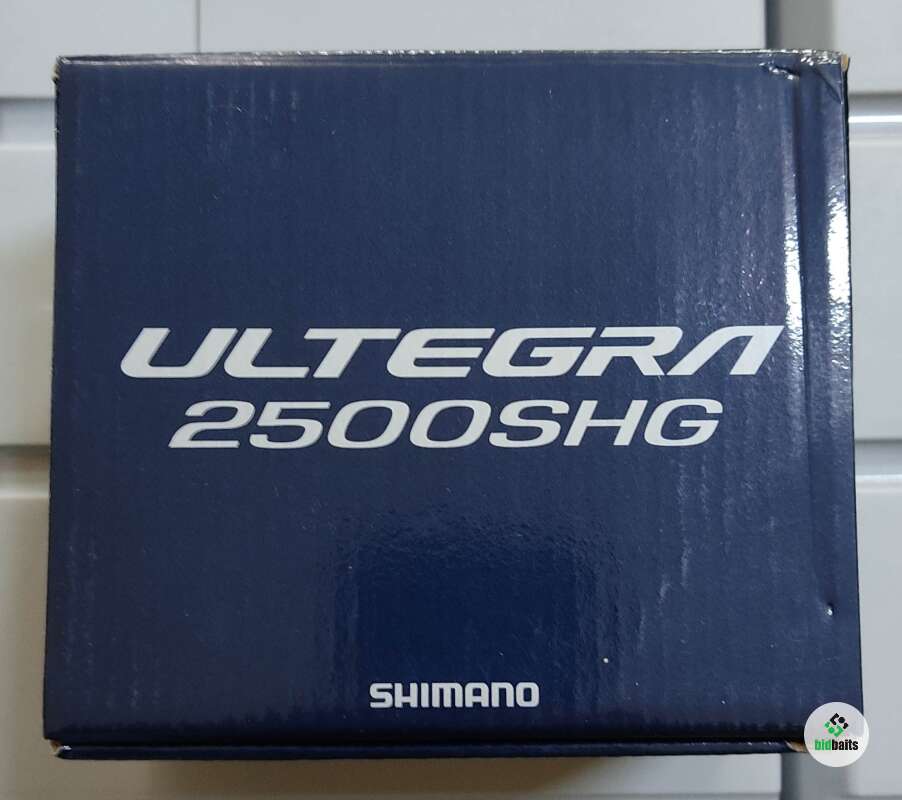 ULTEGRA
2500SHG
SHIMANO
bidbaits